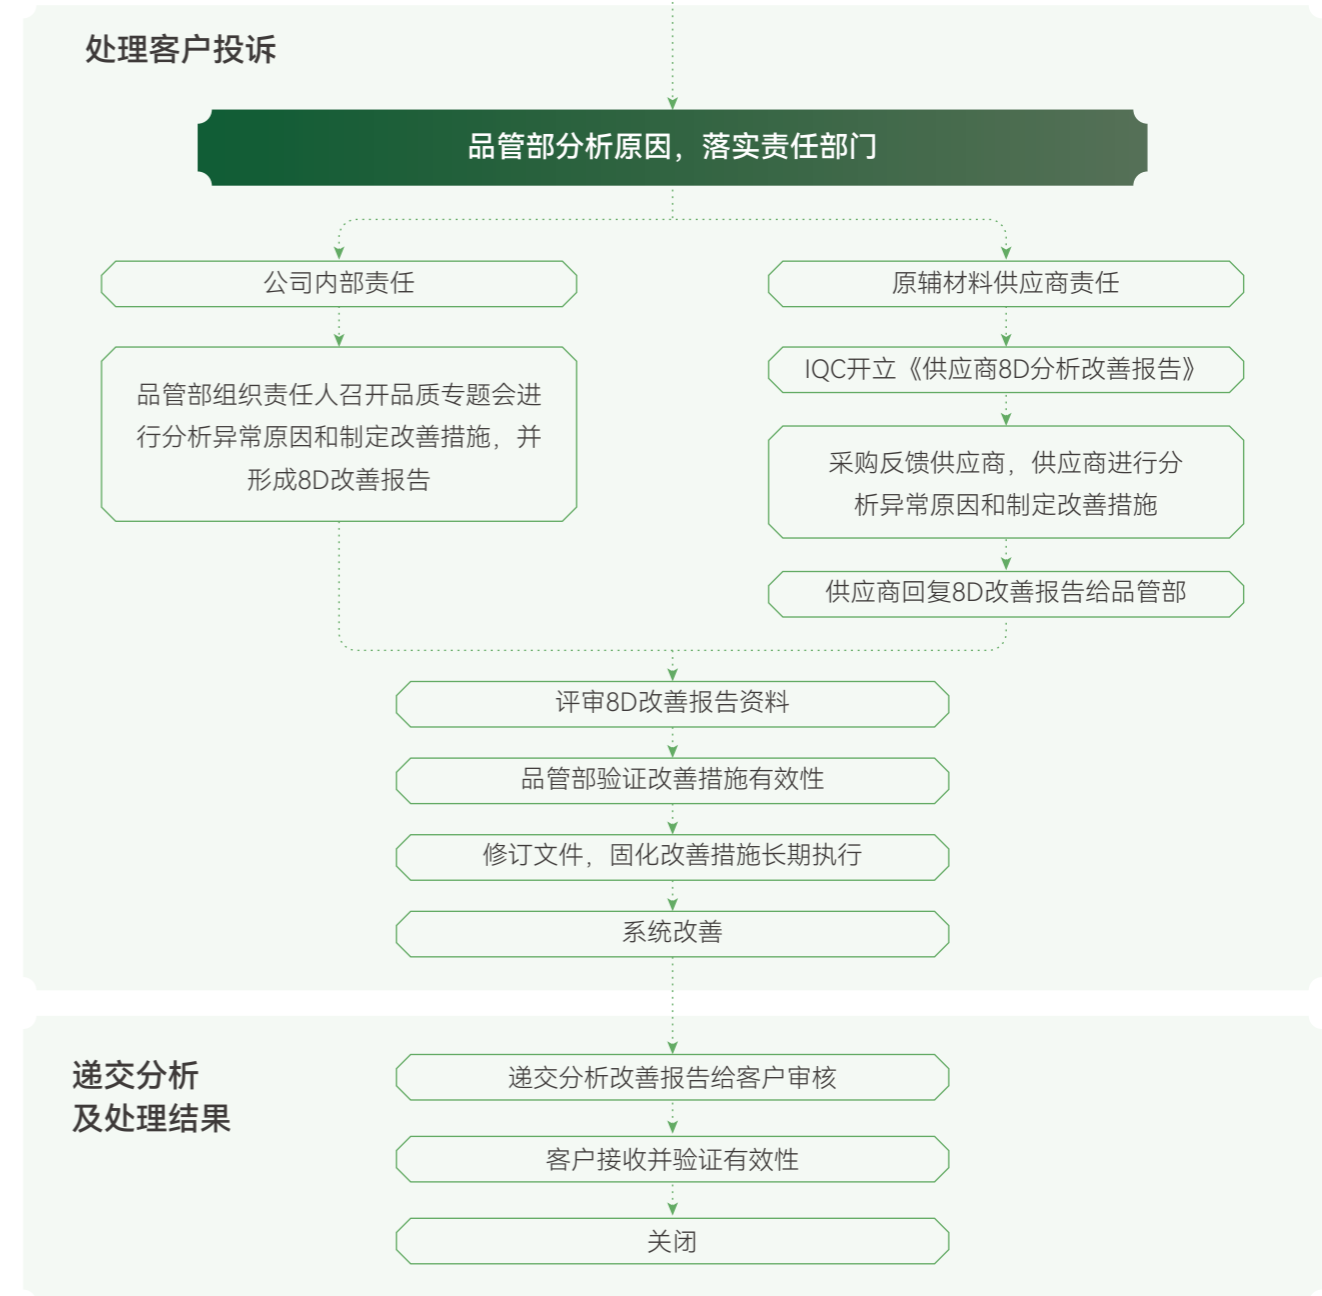 处理客户投诉
品管部分析原因，落实责任部门
公司内部责任
品管部组织责任人召开品质专题会进
行分析异常原因和制定改善措施，并
形成8D改善报告
原辅材料供应商责任
IQC开立《供应商8D分析改善报告》
采购反馈供应商，供应商进行分
析异常原因和制定改善措施
供应商回复8D改善报告给品管部
评审8D改善报告资料
品管部验证改善措施有效性
修订文件，固化改善措施长期执行
系统改善
递交分析
及处理结果
递交分析改善报告给客户审核
客户接收并验证有效性
关闭